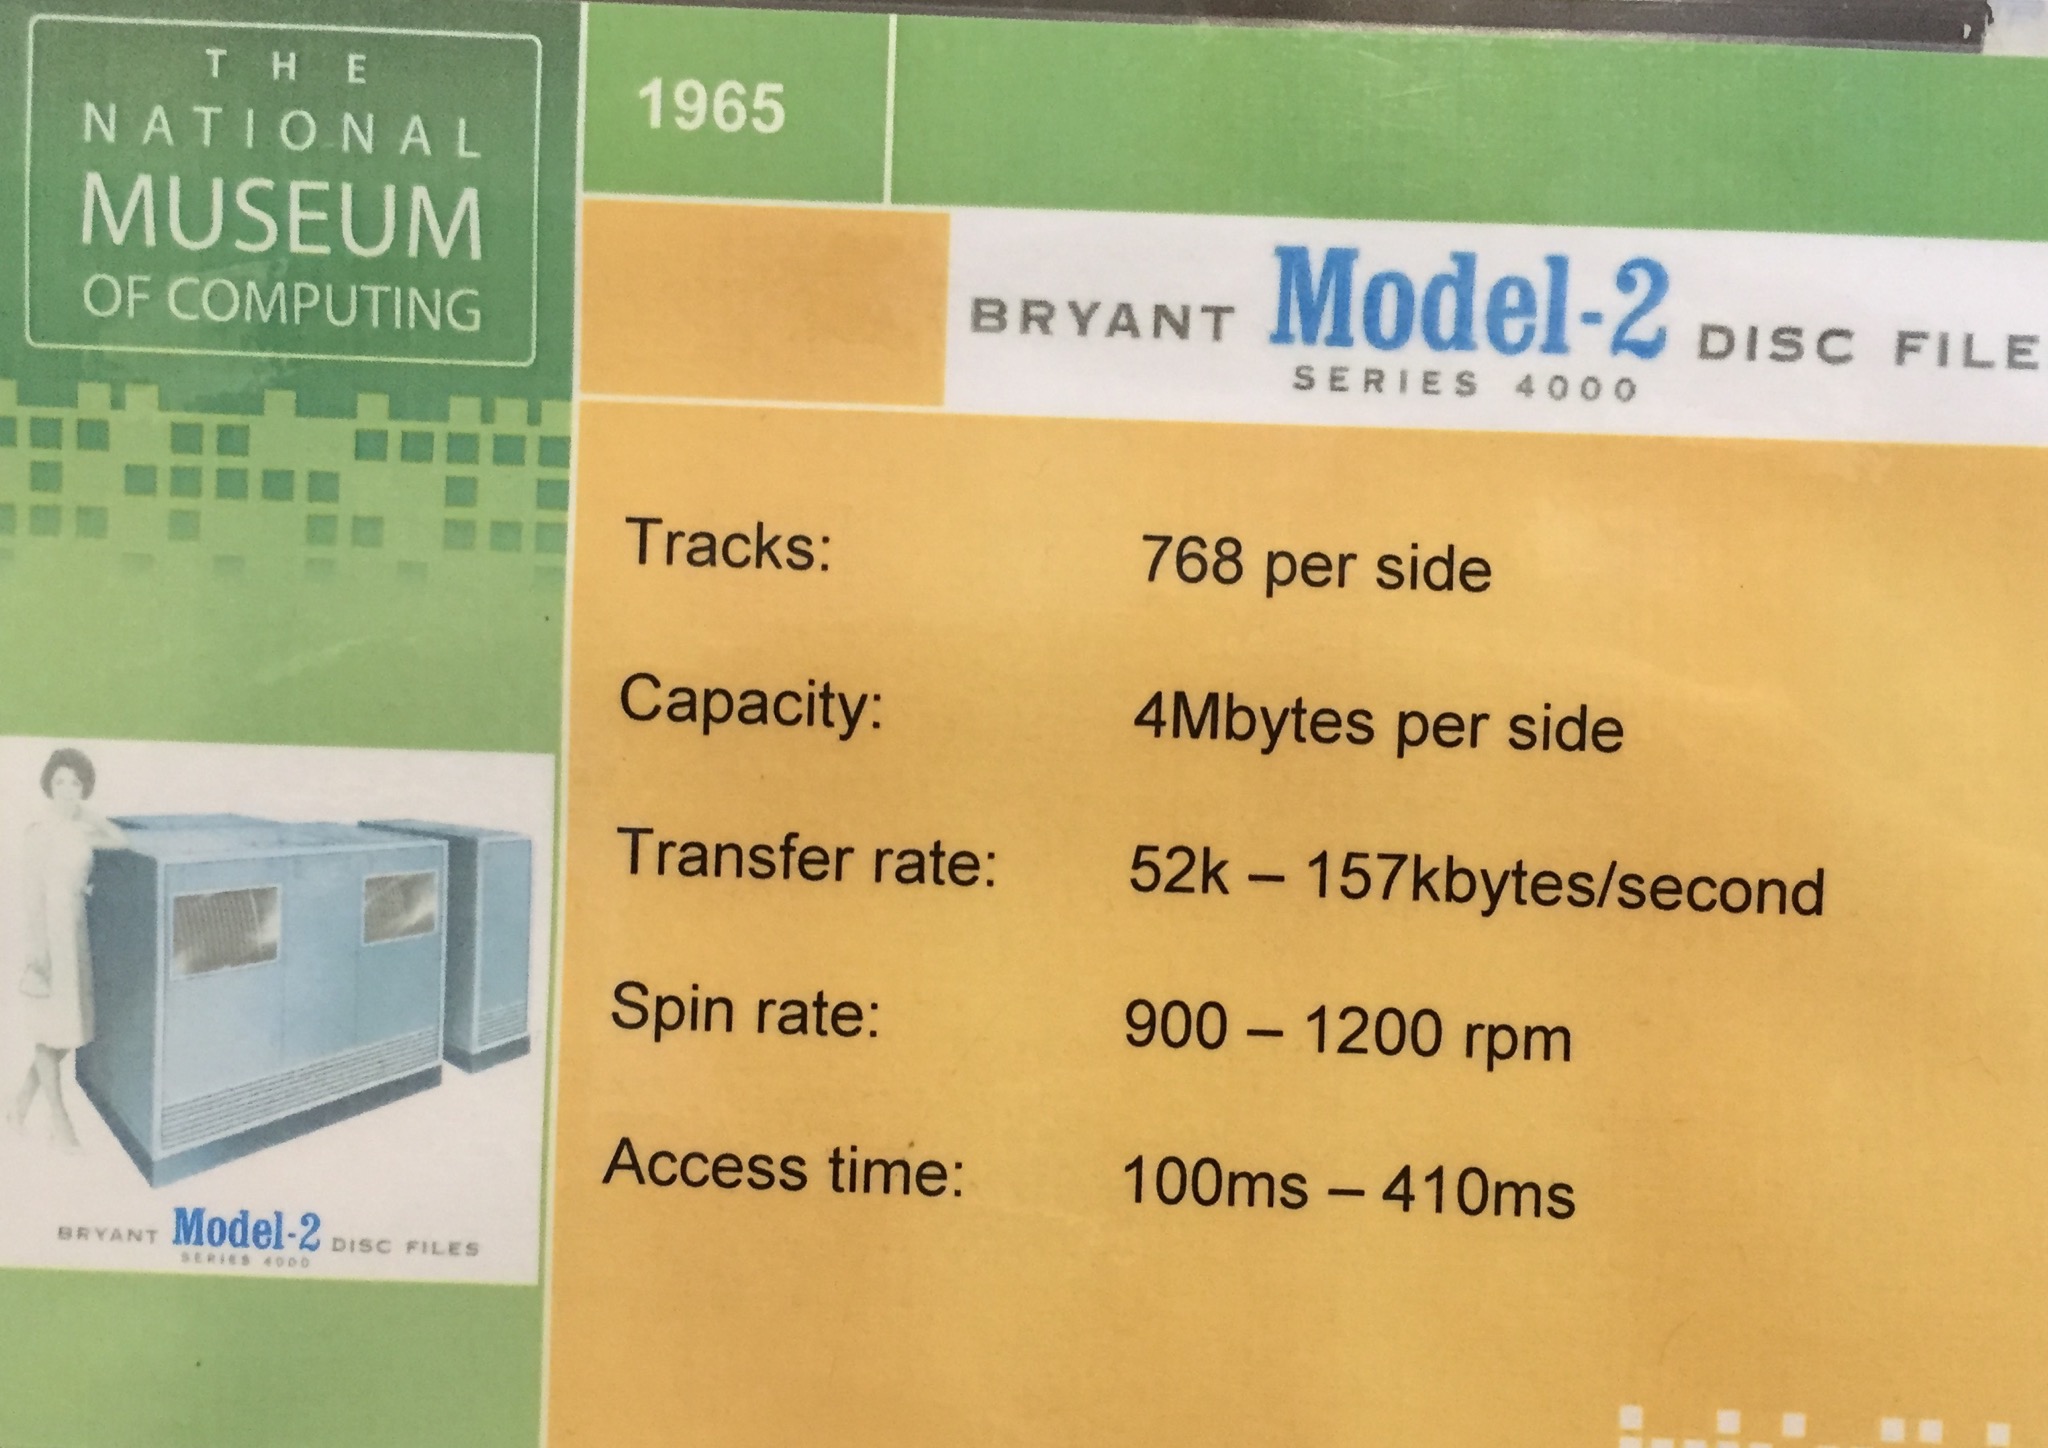 THE
NATIONAL
MUSEUM
OF COMPUTING
1965
BRYANT Model-2 DISC FILE
SERIES 4000
Tracks: 768 per side
Capacity: 4Mbytes per side
Transfer rate: 52k – 157kbytes/second
Spin rate: 900 – 1200 rpm
Access time: 100ms – 410ms
BRYANT Model-2 DISC FILES
SERIES 4000